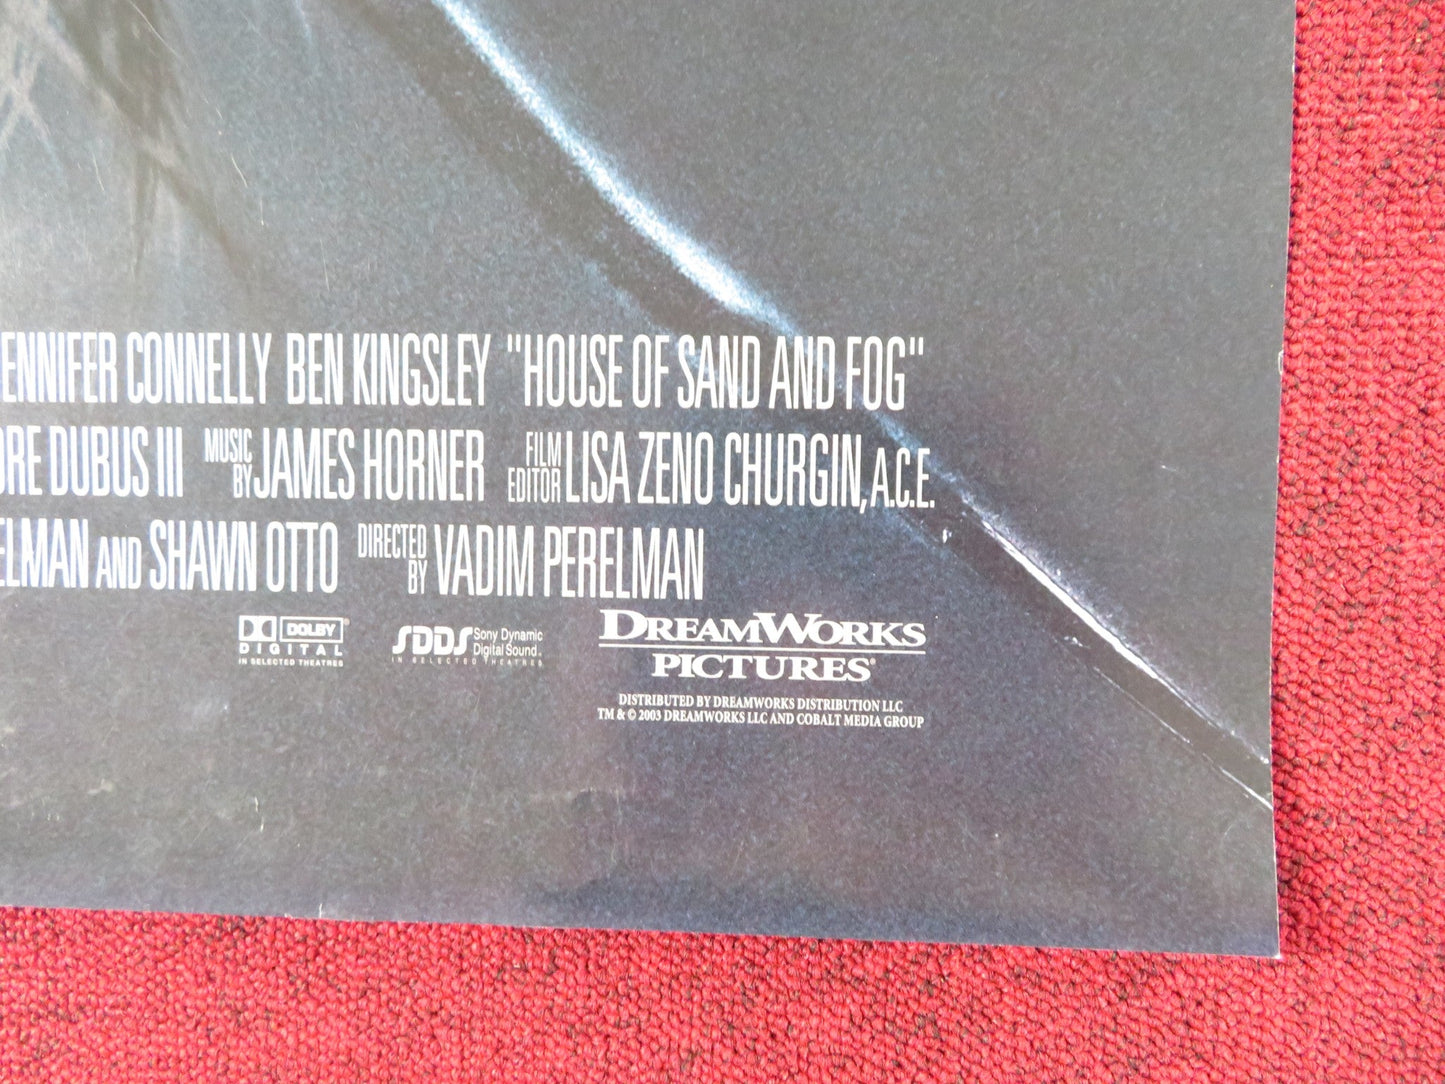 ENNIFER CONNELLY BEN KINGSLEY "HOUSE OF SAND AND FOG"
DRE DUBUS III MUSIC BY JAMES HORNER FILM EDITOR LISA ZENO CHURGIN, A.C.E.
ELMAN AND SHAWN OTTO DIRECTED BY VADIM PERELMAN
DOLBY
DIGITAL
IN SELECTED THEATRES
SDDS Sony Dynamic
Digital Sound.
IN SELECTED THEATRES
DREAMWORKS
PICTURES®
DISTRIBUTED BY DREAMWORKS DISTRIBUTION LLC
TM & © 2003 DREAMWORKS LLC AND COBALT MEDIA GROUP